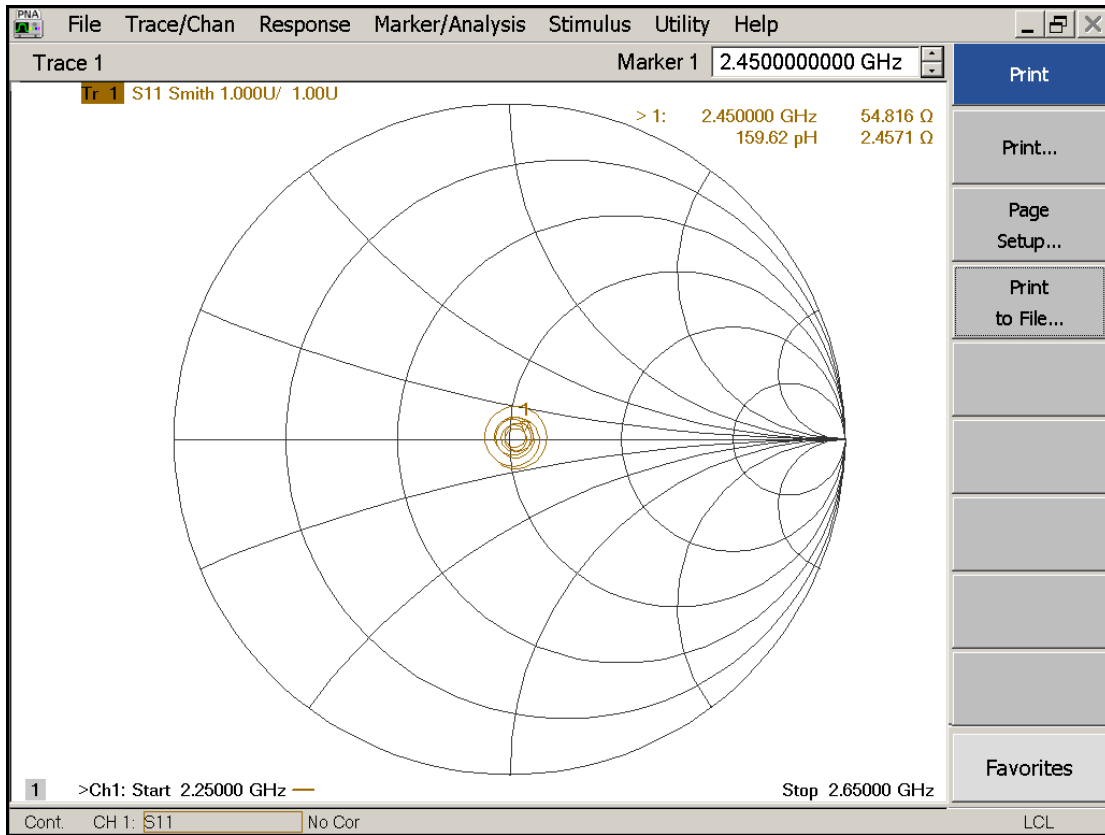 PNA File Trace/Chan Response Marker/Analysis Stimulus Utility Help
Trace 1 Marker 1 2.4500000000 GHz
Tr 1 S11 Smith 1.000U/ 1.00U
> 1: 2.450000 GHz 54.816 Ω
159.62 pH 2.4571 Ω
1
1 >Ch1: Start 2.25000 GHz Stop 2.65000 GHz
Cont. CH 1: S11 No Cor LCL
Print
Print...
Page
Setup...
Print
to File...
Favorites